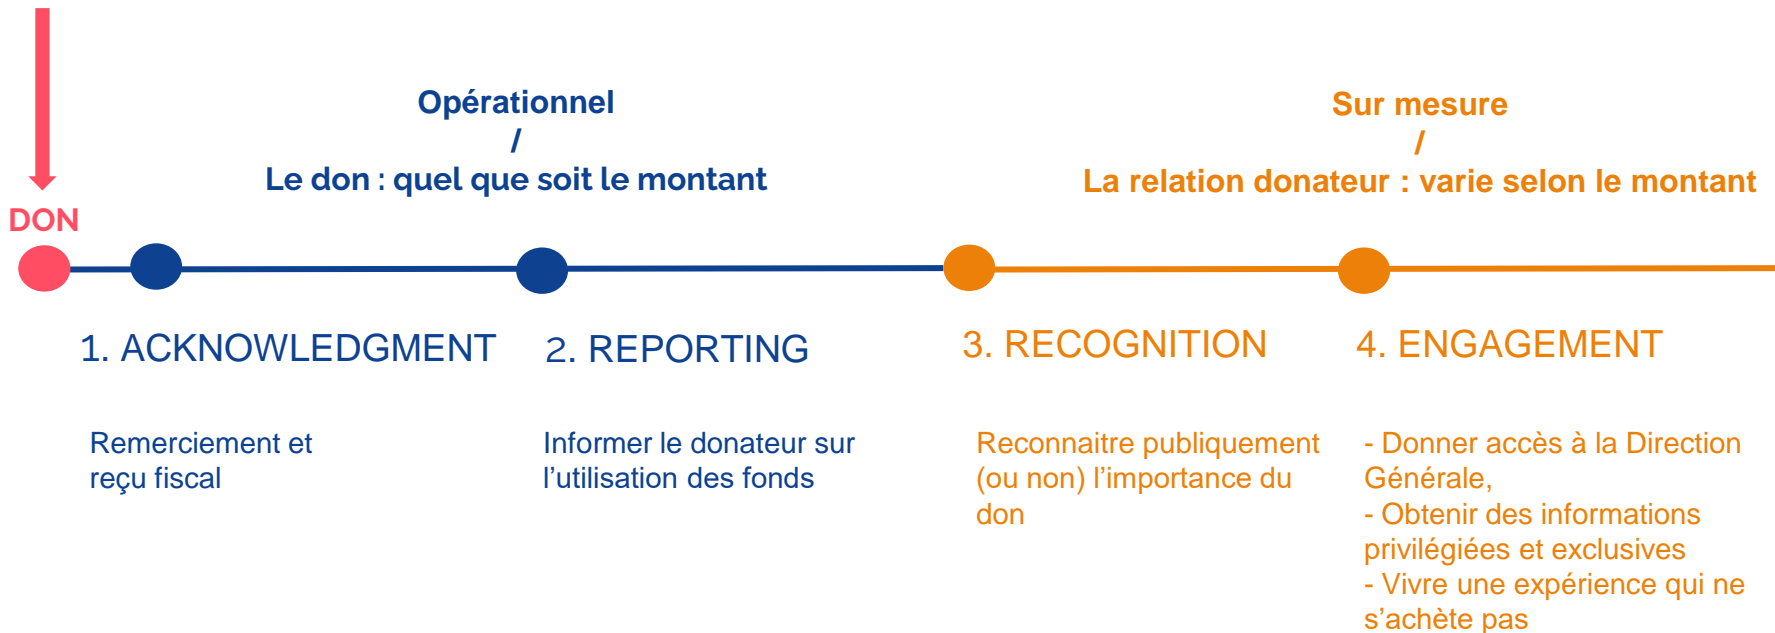 Opérationnel
/
Le don : quel que soit le montant
Sur mesure
/
La relation donateur : varie selon le montant
DON
1. ACKNOWLEDGMENT
Remerciement et
reçu fiscal
2. REPORTING
Informer le donateur sur
l’utilisation des fonds
3. RECOGNITION
Reconnaitre publiquement
(ou non) l’importance du
don
4. ENGAGEMENT
- Donner accès à la Direction
Générale,
- Obtenir des informations
privilégiées et exclusives
- Vivre une expérience qui ne
s’achète pas